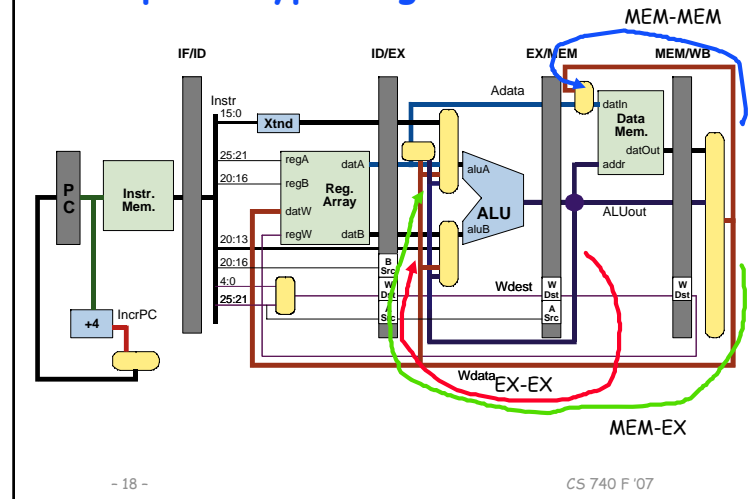 MEM-MEM
IF/ID
ID/EX
EX/MEM
MEM/WB
Instr
15:0
Xtnd
Adata
datIn
Data
Mem.
datOut
addr
25:21
20:16
regA
regB
datW
regW
datA
datB
Reg.
Array
aluA
ALU
aluB
ALUout
P
C
Instr.
Mem.
20:13
20:16
4:0
25:21
B
Src
W
Dst
A
Src
Wdest
W
Dst
A
Src
W
Dst
+4
IncrPC
Wdata
EX-EX
MEM-EX
- 18 -
CS 740 F '07